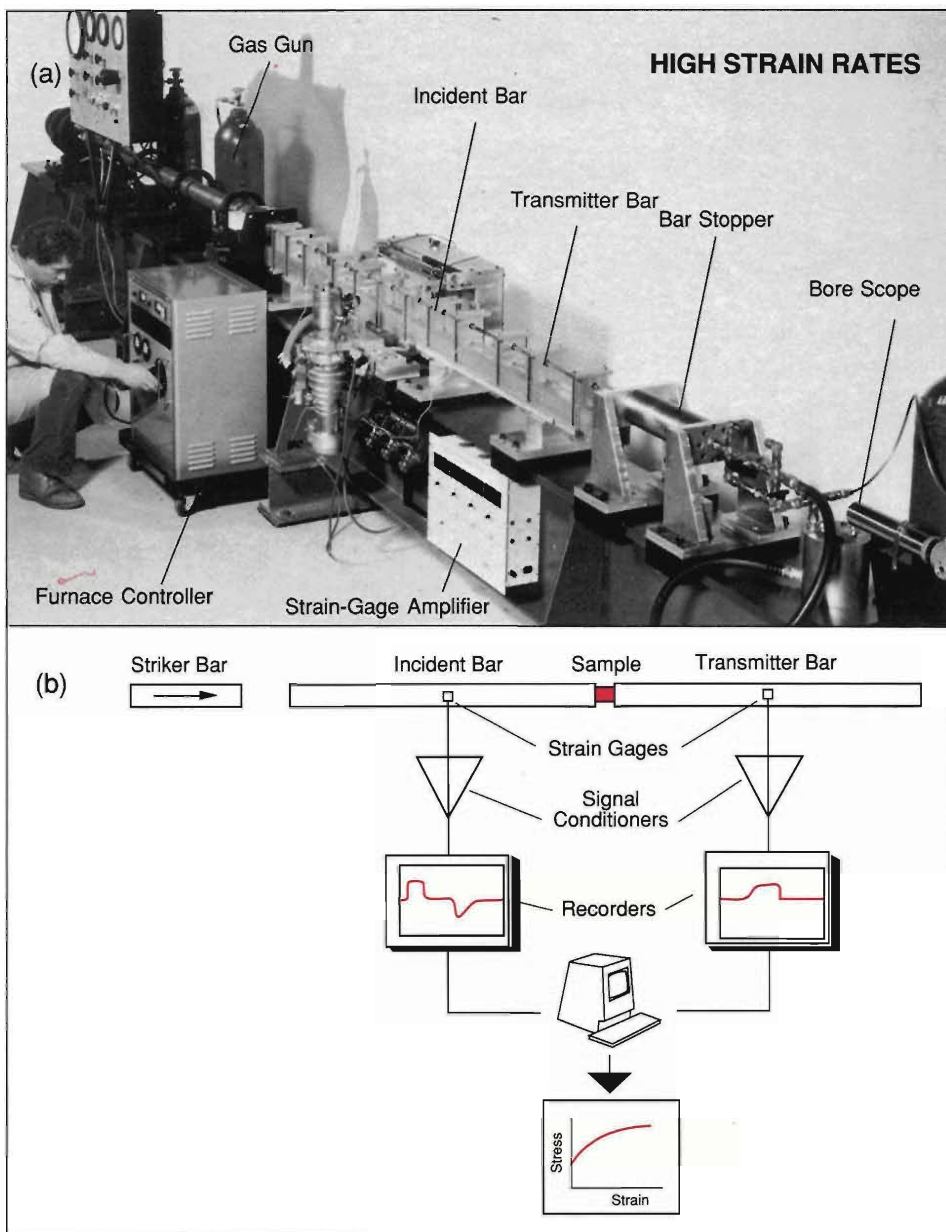 (a)
Gas Gun
HIGH STRAIN RATES
Incident Bar
Transmitter Bar
Bar Stopper
Bore Scope
Furnace Controller
Strain-Gage Amplifier
(b)
Striker Bar
Incident Bar
Sample
Transmitter Bar
Strain Gages
Signal
Conditioners
Recorders
Stress
Strain